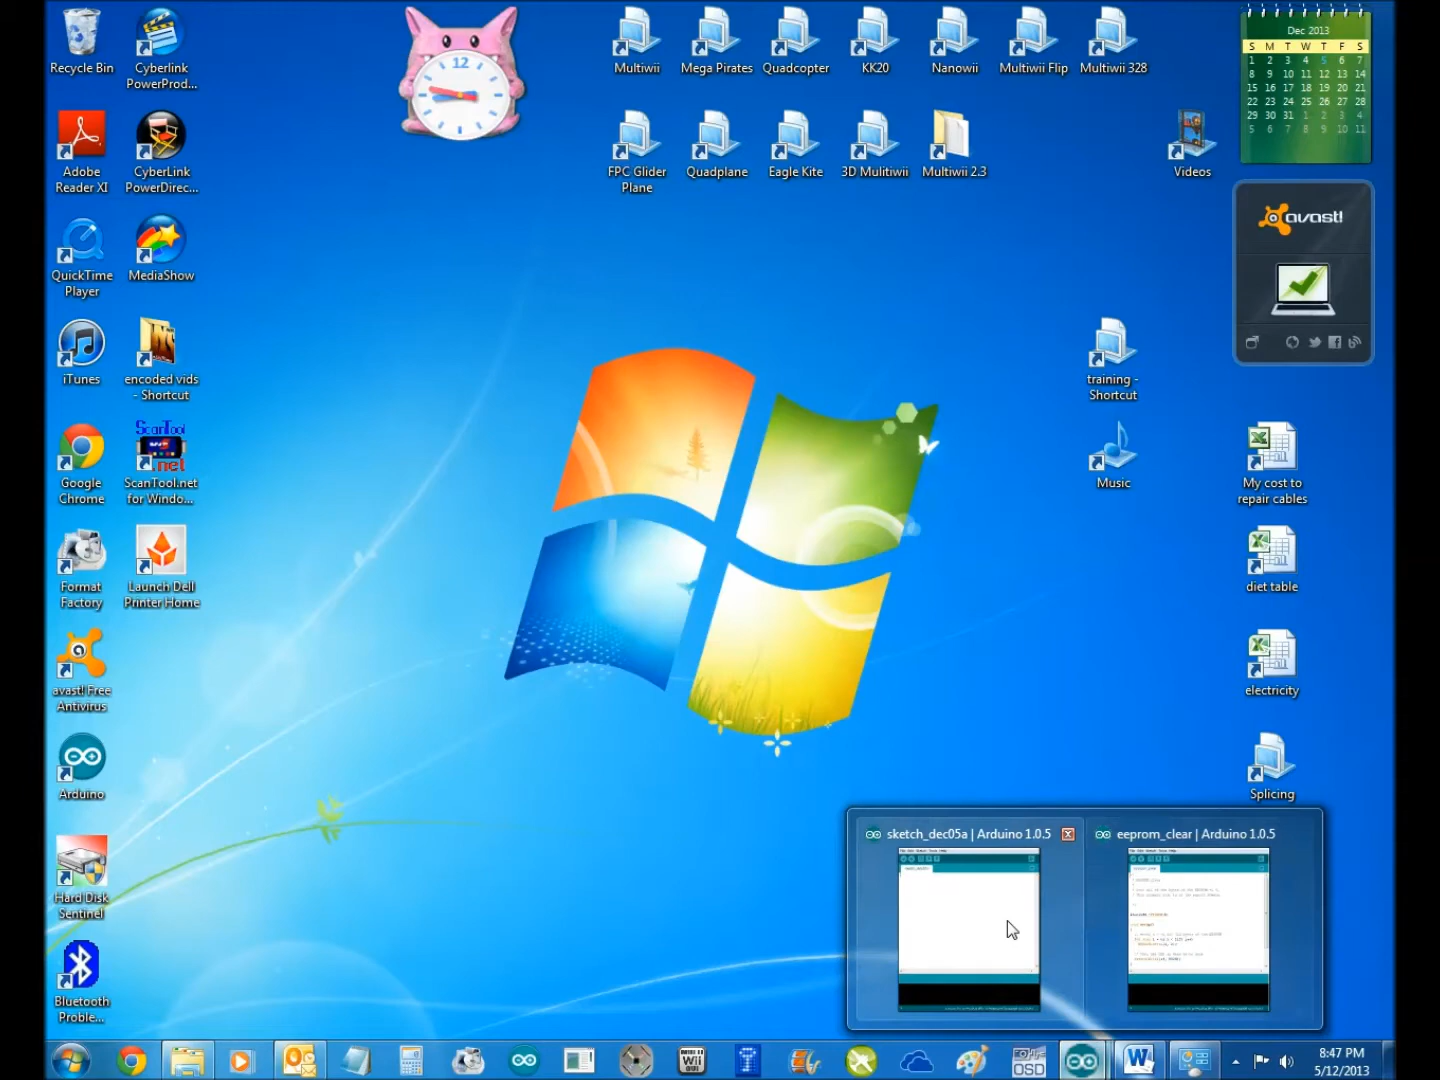 Recycle Bin
Cyberlink
PowerProd...
Adobe
Reader XI
CyberLink
PowerDirec...
QuickTime
Player
MediaShow
iTunes
encoded vids
- Shortcut
Google
Chrome
ScanTool
.net
ScanTool.net
for Windo...
Format
Factory
Launch Dell
Printer Home
avast! Free
Antivirus
Arduino
Hard Disk
Sentinel
Bluetooth
Proble...
12
Multiwii
Mega Pirates
Quadcopter
KK20
Nanowii
Multiwii Flip
Multiwii 328
FPC Glider
Plane
Quadplane
Eagle Kite
3D Mulitiwii
Multiwii 2.3
Videos
Dec 2013
S M T W T F S
1 2 3 4 5 6 7
8 9 10 11 12 13 14
15 16 17 18 19 20 21
22 23 24 25 26 27 28
29 30 31 1 2 3 4
5 6 7 8 9 10 11
avast!
training -
Shortcut
Music
My cost to
repair cables
diet table
electricity
Splicing
sketch_dec05a | Arduino 1.0.5
eeprom_clear | Arduino 1.0.5
Wii
OSD
W
8:47 PM
5/12/2013